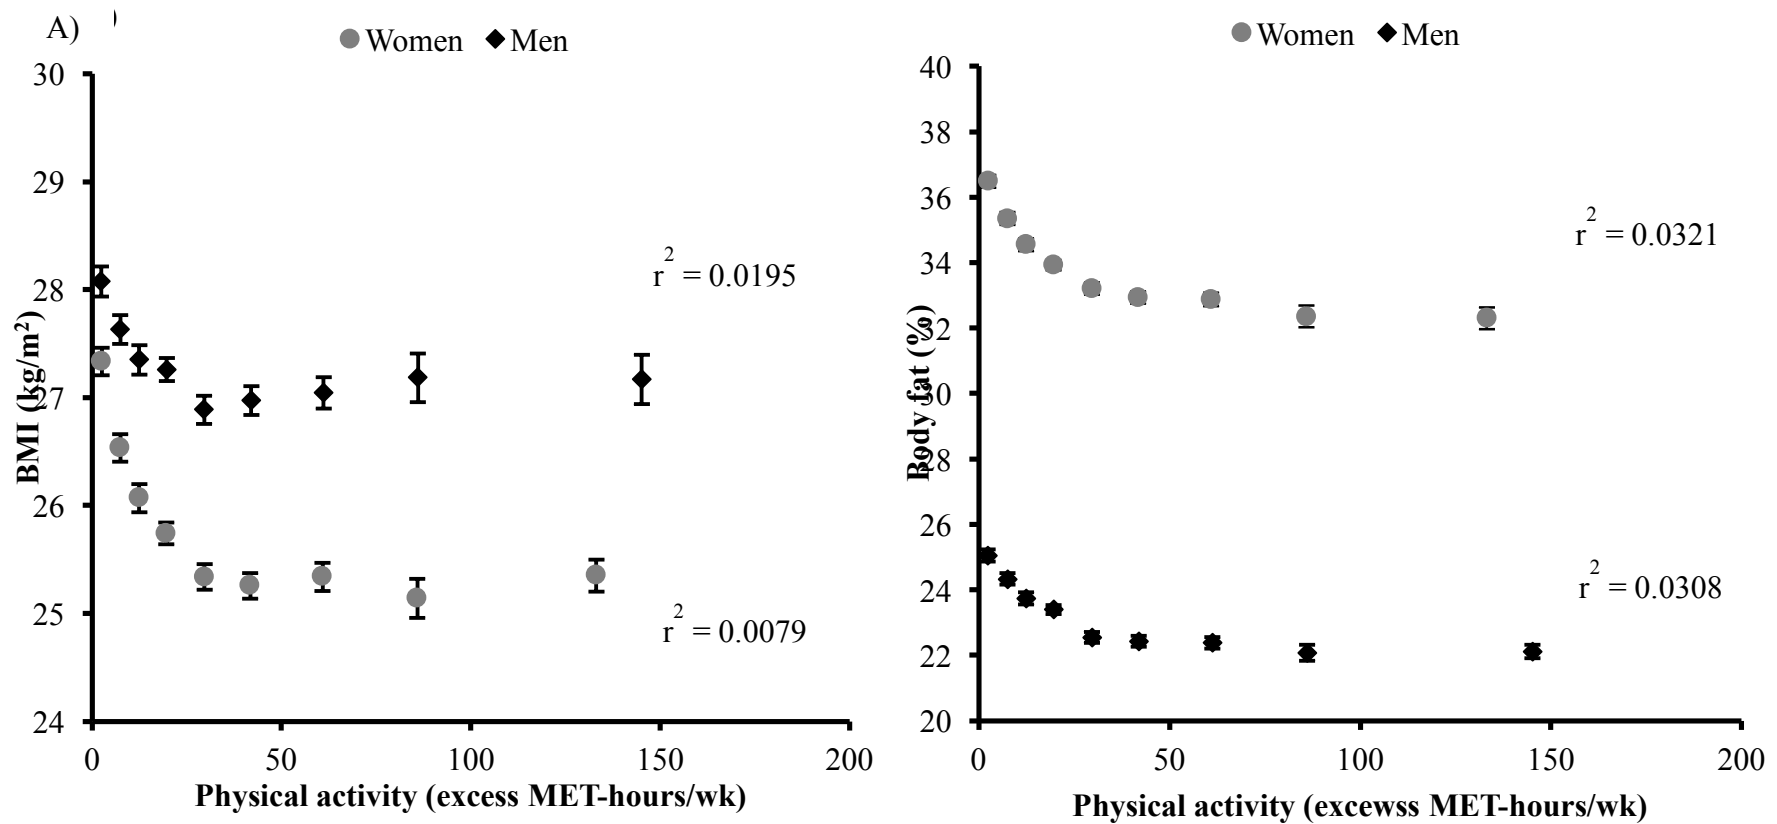 A) )
Women Men
30
29
28
27
26
25
24
BMI (kg/m²)
r² = 0.0195
r² = 0.0079
0 50 100 150 200
Physical activity (excess MET-hours/wk)
Women Men
40
38
36
34
32
30
28
26
24
22
20
Body fat (%)
r² = 0.0321
r² = 0.0308
0 50 100 150 200
Physical activity (excewss MET-hours/wk)